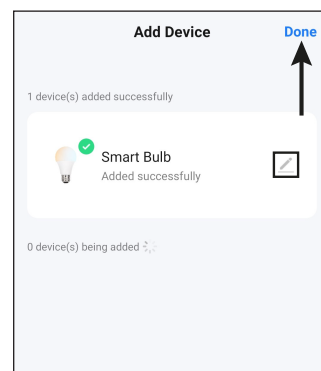 Add Device
Done
1 device(s) added successfully
Smart Bulb
Added successfully
0 device(s) being added